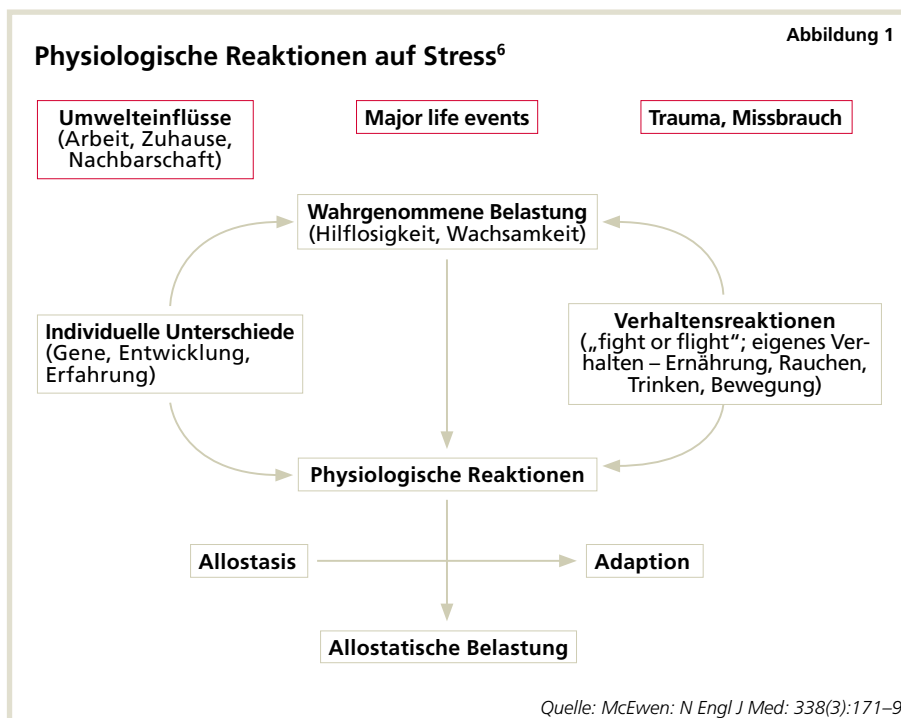 Abbildung 1
Physiologische Reaktionen auf Stress⁶
Umwelteinflüsse
(Arbeit, Zuhause,
Nachbarschaft)
Major life events
Trauma, Missbrauch
Wahrgenommene Belastung
(Hilflosigkeit, Wachsamkeit)
Individuelle Unterschiede
(Gene, Entwicklung,
Erfahrung)
Verhaltensreaktionen
(„fight or flight“; eigenes Ver-
halten – Ernährung, Rauchen,
Trinken, Bewegung)
Physiologische Reaktionen
Allostasis
Adaption
Allostatische Belastung
Quelle: McEwen: N Engl J Med: 338(3):171–9